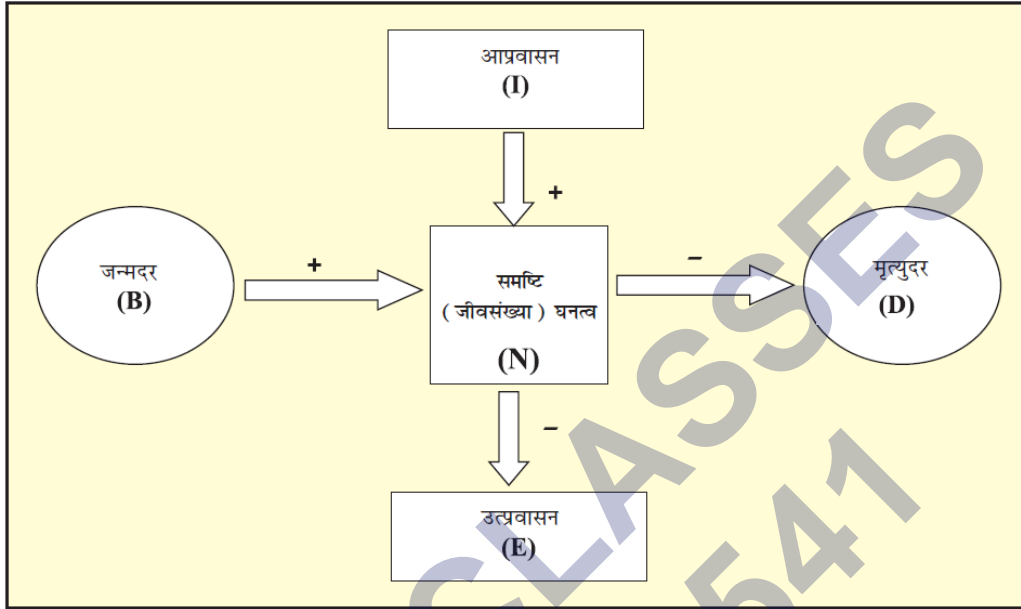 आप्रवासन
(I)
+
जन्मदर
(B)
+
समष्टि
(जीवसंख्या) घनत्व
(N)
–
मृत्युदर
(D)
–
उत्प्रवासन
(E)
CLASSES
541